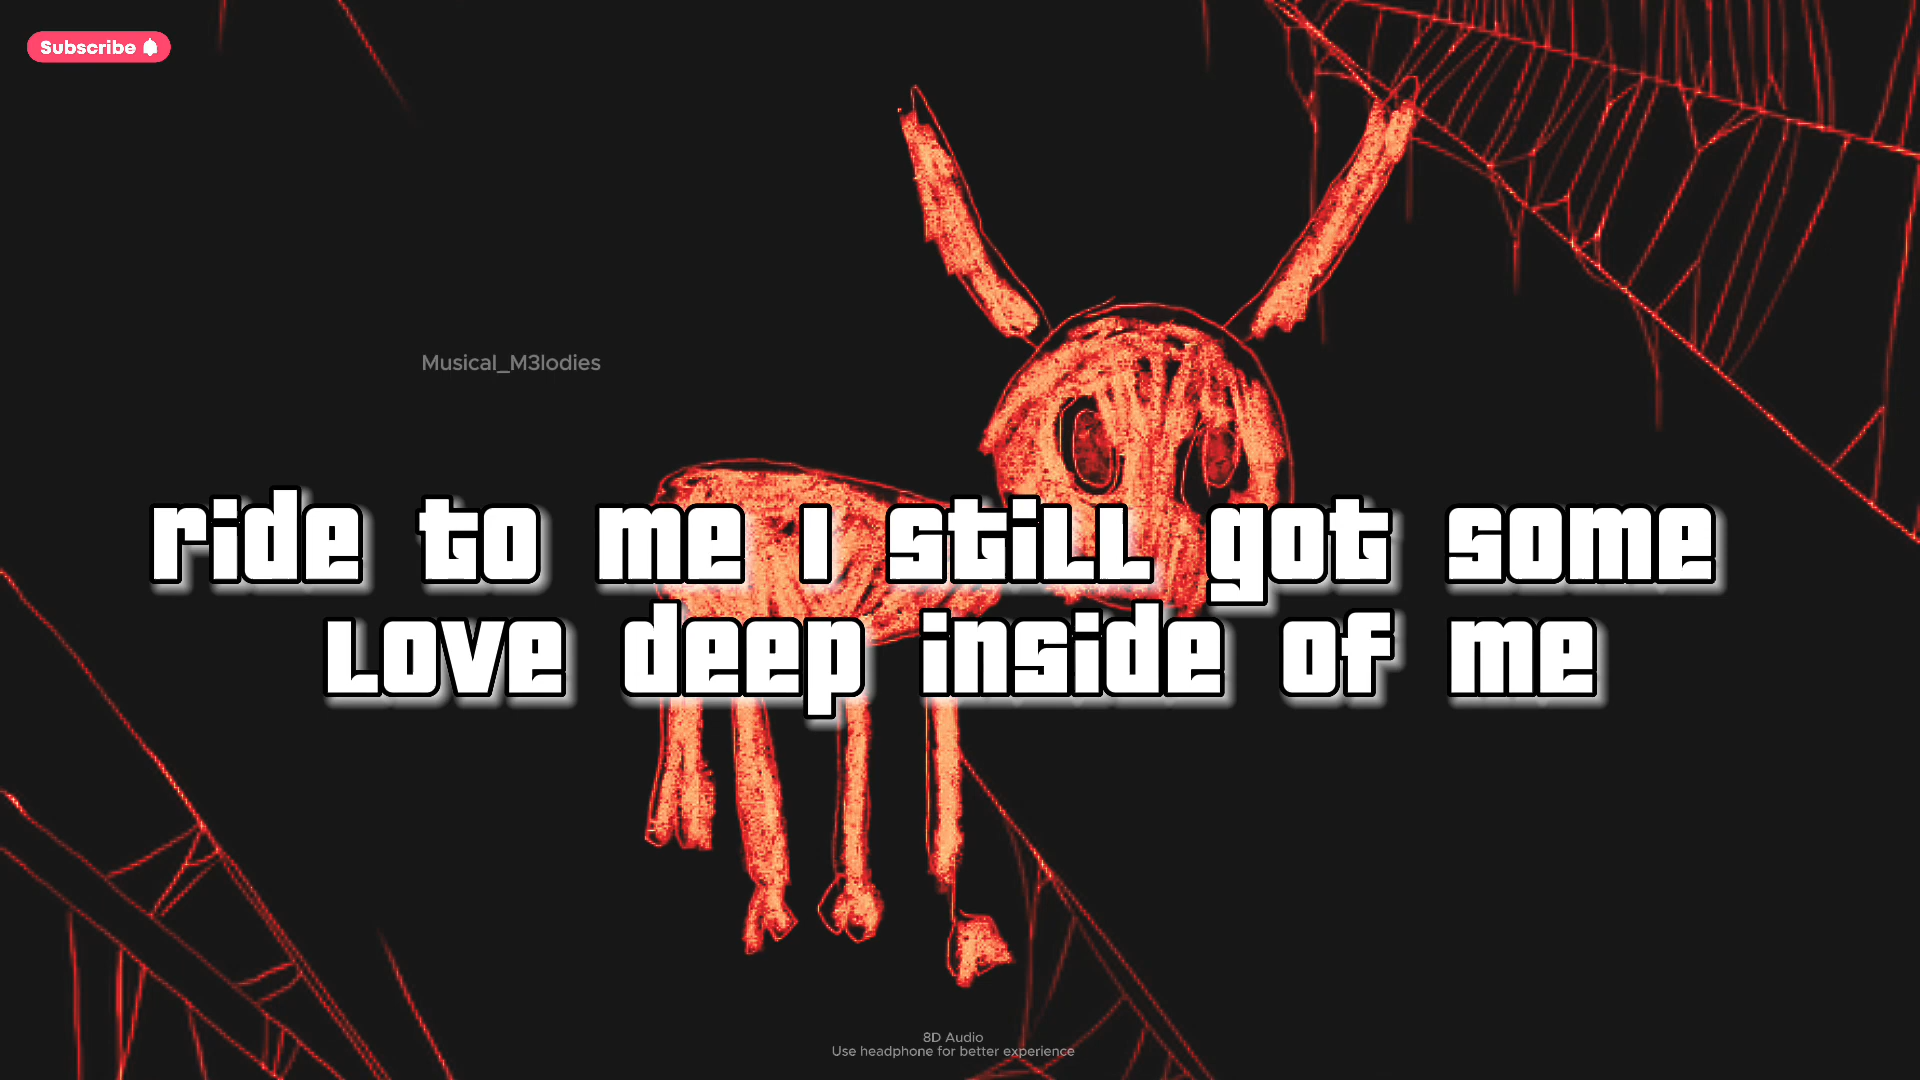 Subscribe
Musical_M3lodies
ride to me I still got some
Love deep inside of me
8D Audio
Use headphone for better experience